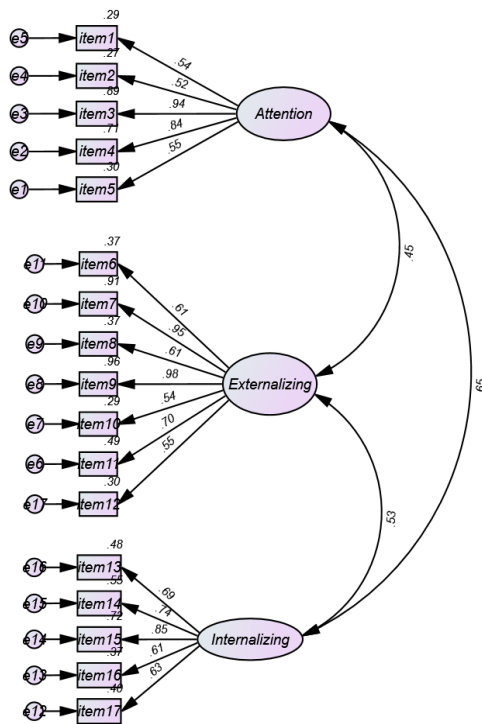 .29
e5 item1
.54
.27
e4 item2
.52
.89
e3 item3
.94
Attention
.71
e2 item4
.84
.30
e1 item5
.55
.45
.37
e11 item6
.61
.91
e10 item7
.95
.37
e9 item8
.61
.96
e8 item9
.98
Externalizing
.65
.29
e7 item10
.54
.49
e6 item11
.70
.30
e17 item12
.55
.53
.48
e16 item13
.69
.55
e15 item14
.74
.72
e14 item15
.85
Internalizing
.37
e13 item16
.61
.40
e12 item17
.63